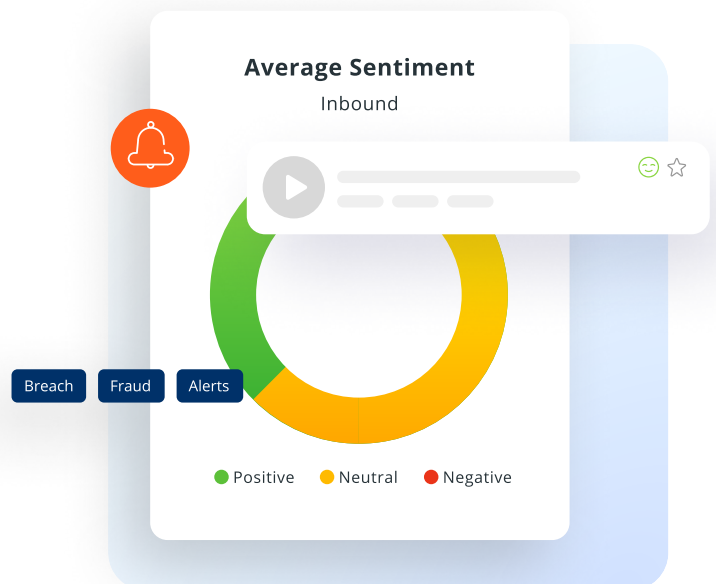 Average Sentiment
Inbound
Breach Fraud Alerts
Positive Neutral Negative